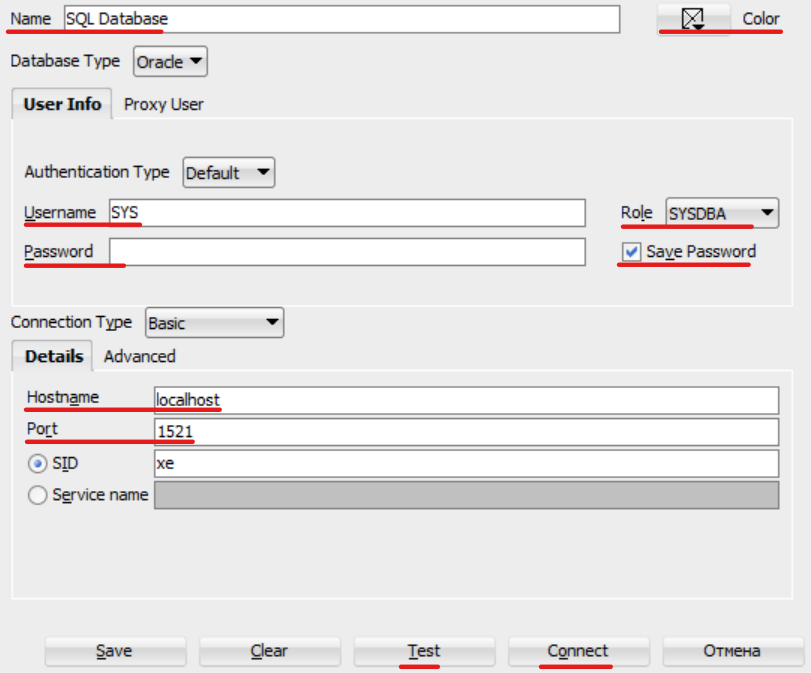 Name SQL Database Color
Database Type Oracle
User Info Proxy User
Authentication Type Default
Username SYS Role SYSDBA
Password Save Password
Connection Type Basic
Details Advanced
Hostname localhost
Port 1521
SID xe
Service name
Save Clear Test Connect Отмена